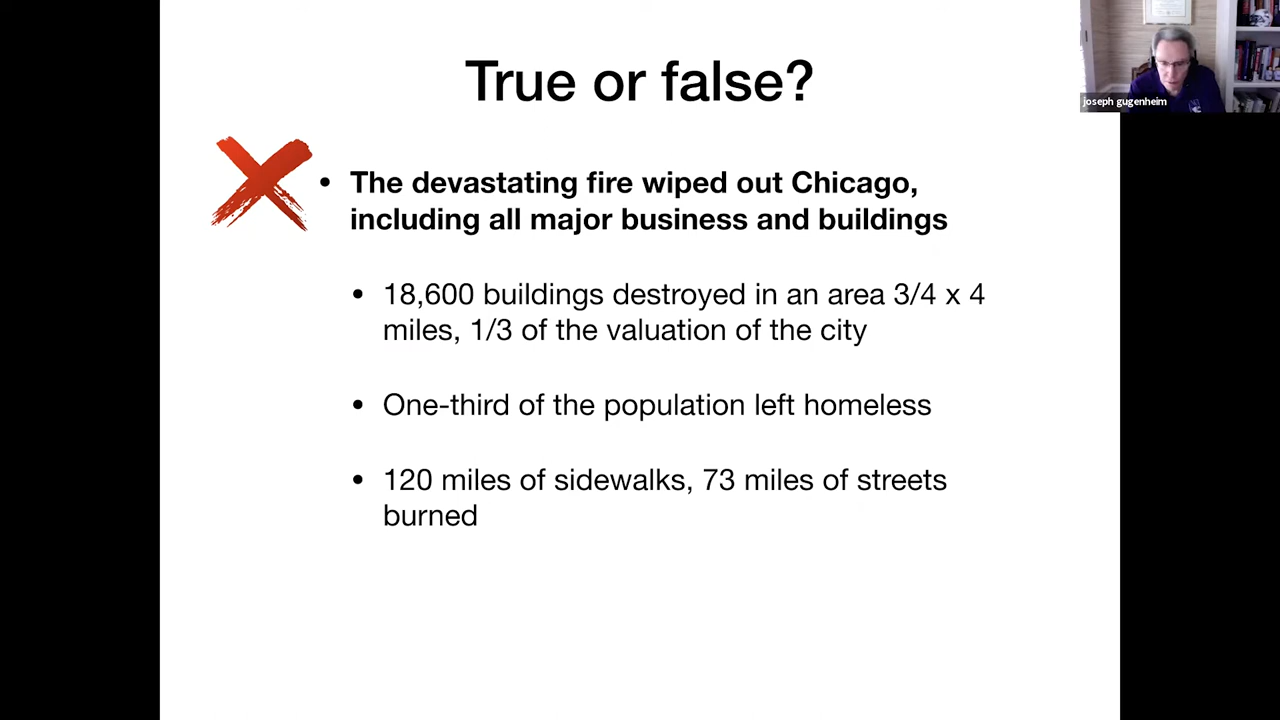 True or false?
joseph gugenheim
• The devastating fire wiped out Chicago,
including all major business and buildings
• 18,600 buildings destroyed in an area 3/4 x 4
miles, 1/3 of the valuation of the city
• One-third of the population left homeless
• 120 miles of sidewalks, 73 miles of streets
burned